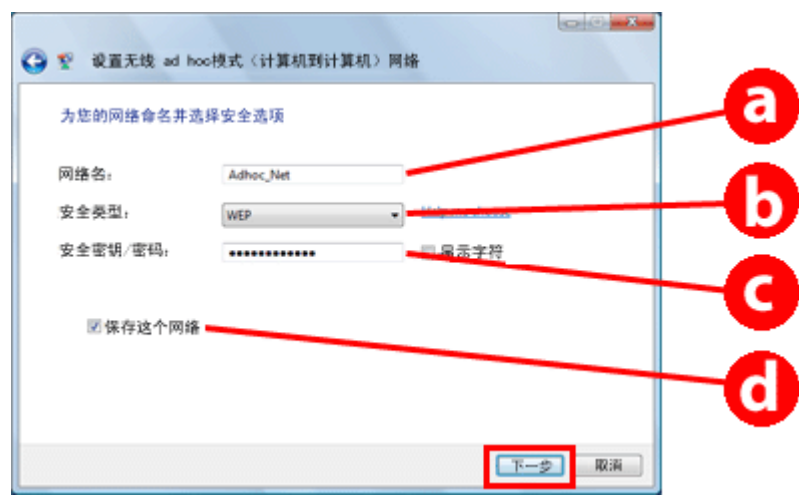 设置无线 ad hoc模式（计算机到计算机）网络
为您的网络命名并选择安全选项
a
网络名： Adhoc_Net
安全类型： WEP
b
安全密钥/密码： •••••••••••• 显示字符
c
保存这个网络
d
下一步 取消